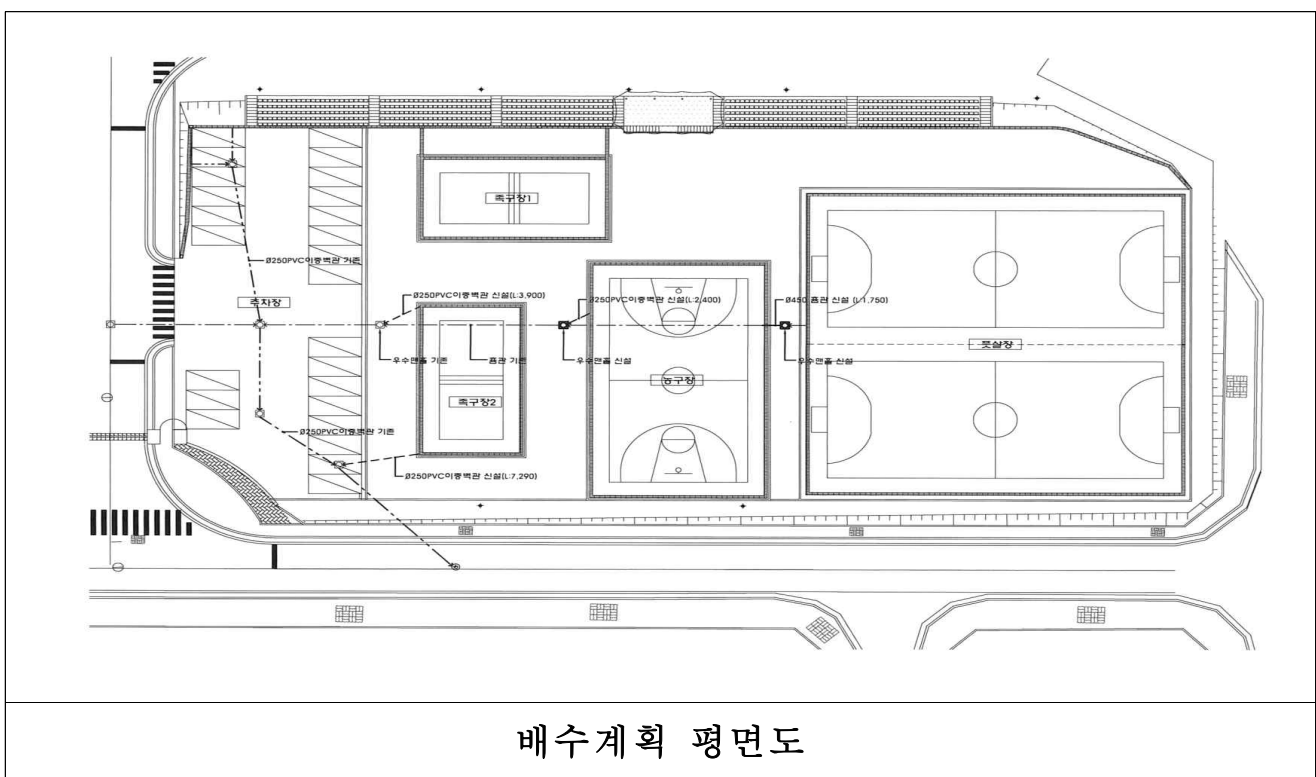 족구장1
Ø250PVC이중벽관 기존
주차장
Ø250PVC이중벽관 신설(L:3,900)
Ø250PVC이중벽관 신설(L:2,400)
Ø450 흄관 신설 (L:1,750)
우수맨홀 기존
흄관 기존
우수맨홀 신설
우수맨홀 신설
풋살장
농구장
족구장2
Ø250PVC이중벽관 기존
Ø250PVC이중벽관 신설(L:7,290)
배수계획 평면도